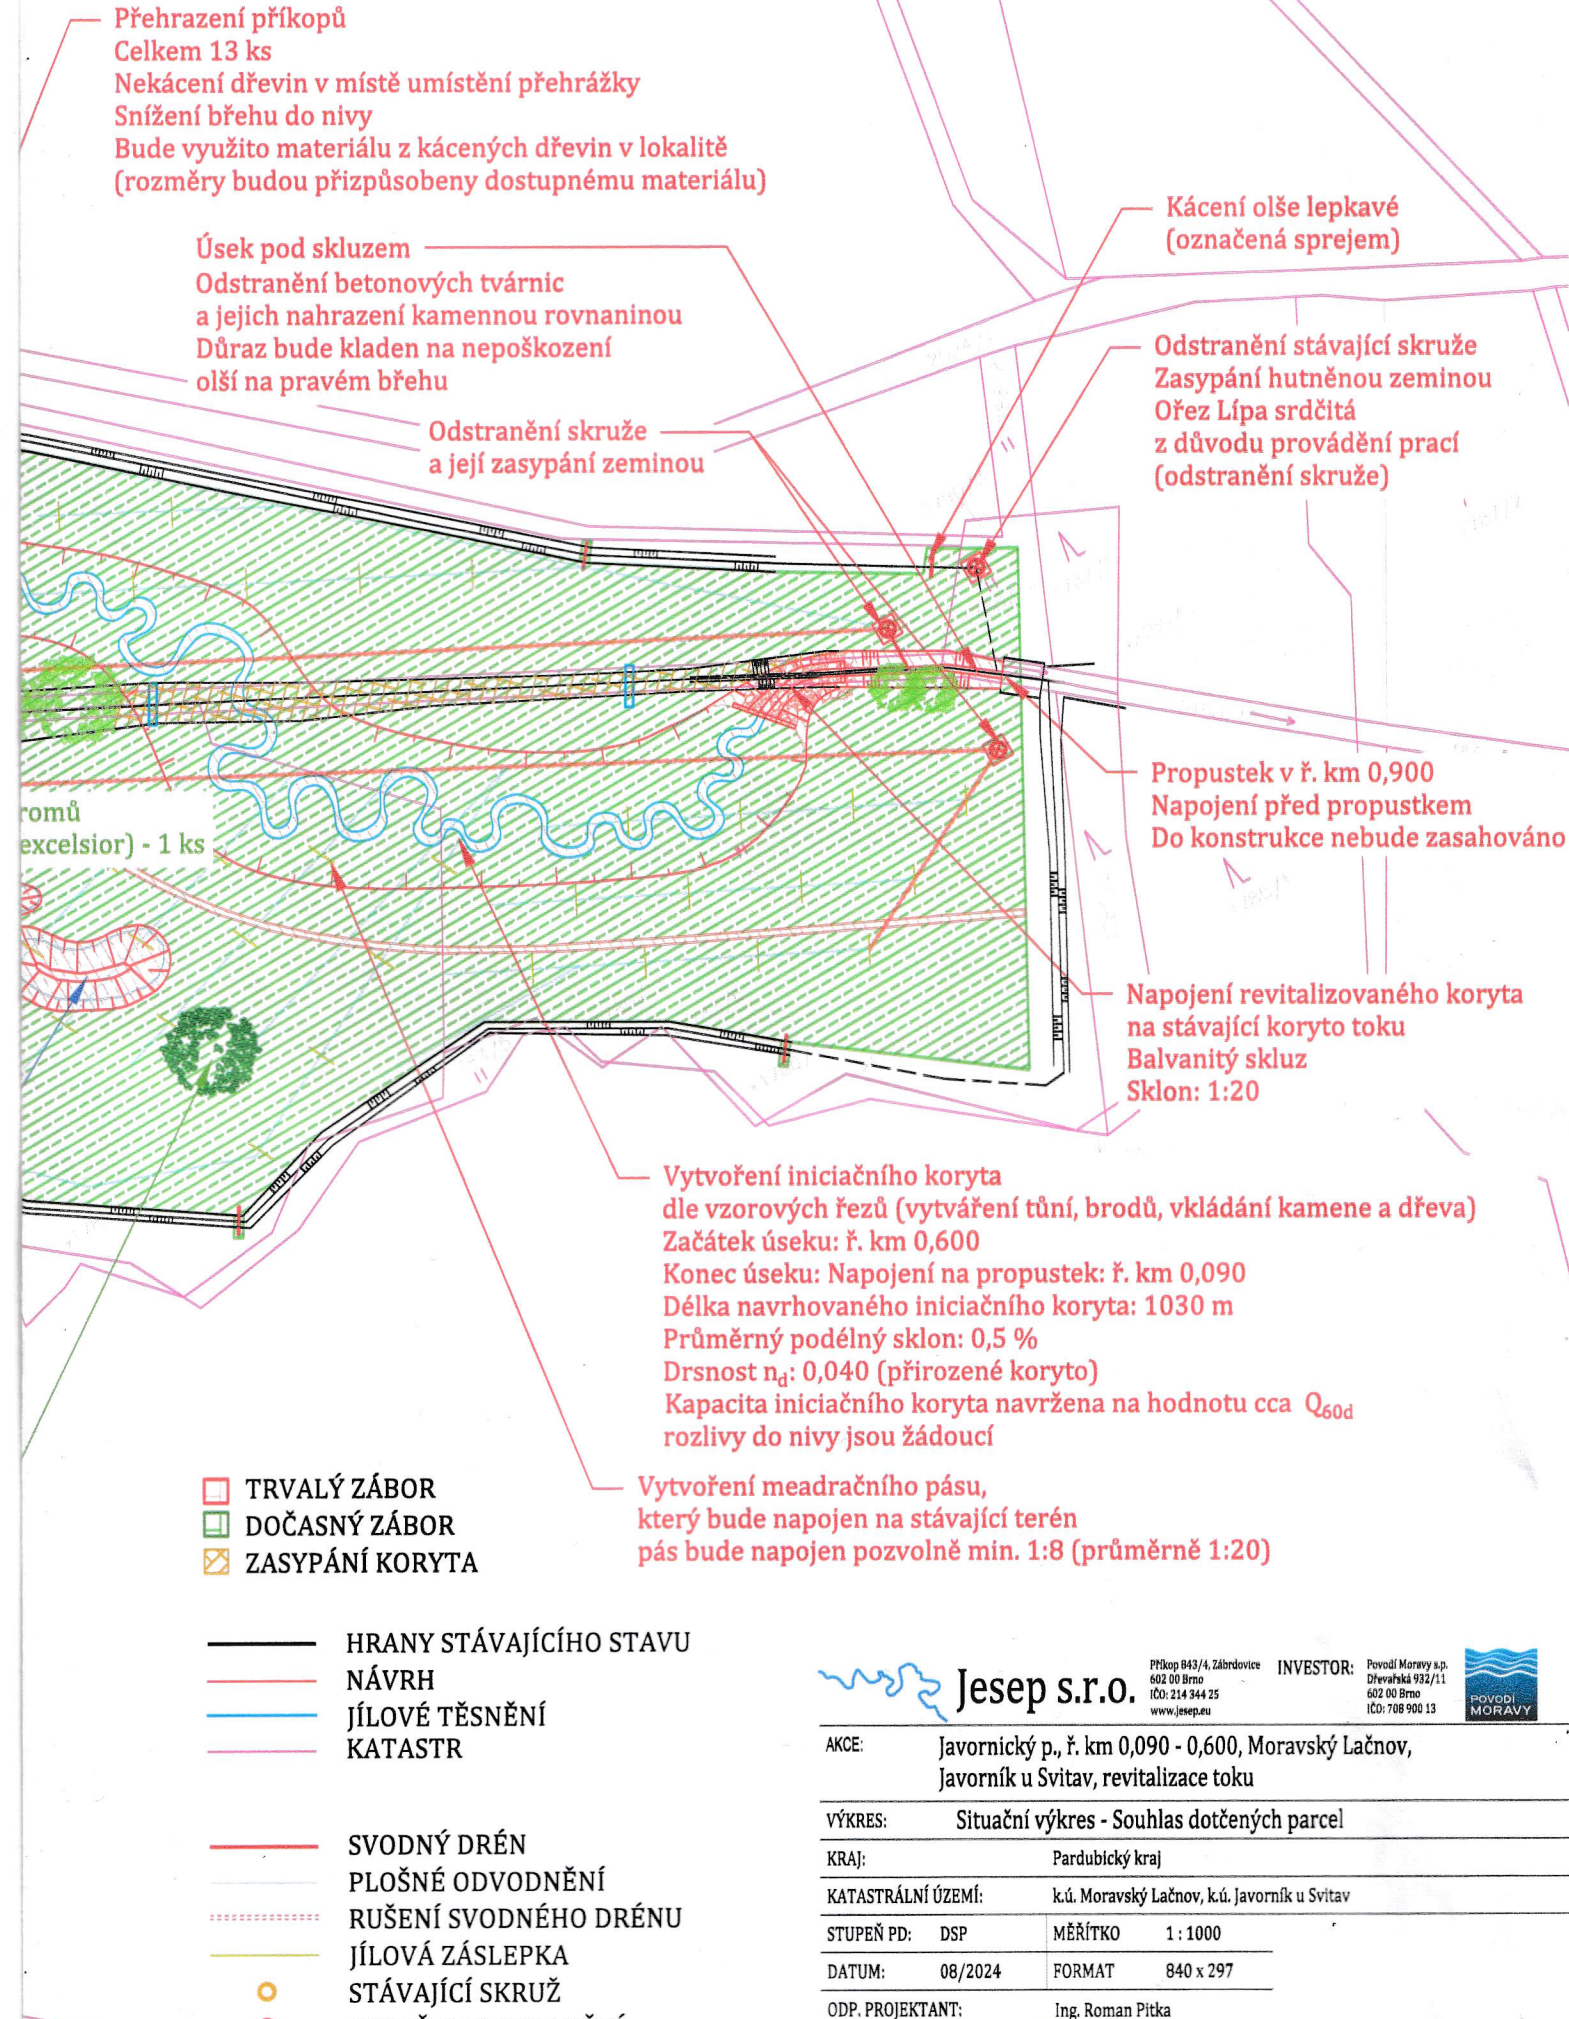 Přehrazení příkopů
Celkem 13 ks
Nekácení dřevin v místě umístění přehrážky
Snížení břehu do nivy
Bude využito materiálu z kácených dřevin v lokalitě
(rozměry budou přizpůsobeny dostupnému materiálu)
Kácení olše lepkavé
(označená sprejem)
Úsek pod skluzem
Odstranění betonových tvárnic
a jejich nahrazení kamennou rovnaninou
Důraz bude kladen na nepoškození
olší na pravém břehu
Odstranění stávající skruže
Zasypání hutněnou zeminou
Ořez Lípa srdčitá
z důvodu provádění prací
(odstranění skruže)
Odstranění skruže
a její zasypání zeminou
Propustek v ř. km 0,900
Napojení před propustkem
Do konstrukce nebude zasahováno
romů
excelsior) - 1 ks
Napojení revitalizovaného koryta
na stávající koryto toku
Balvanitý skluz
Sklon: 1:20
Vytvoření iniciačního koryta
dle vzorových řezů (vytváření tůní, brodů, vkládání kamene a dřeva)
Začátek úseku: ř. km 0,600
Konec úseku: Napojení na propustek: ř. km 0,090
Délka navrhovaného iniciačního koryta: 1030 m
Průměrný podélný sklon: 0,5 %
Drsnost nd: 0,040 (přirozené koryto)
Kapacita iniciačního koryta navržena na hodnotu cca Q60d
rozlivy do nivy jsou žádoucí
Vytvoření meadračního pásu,
který bude napojen na stávající terén
pás bude napojen pozvolně min. 1:8 (průměrně 1:20)
TRVALÝ ZÁBOR
DOČASNÝ ZÁBOR
ZASYPÁNÍ KORYTA
HRANY STÁVAJÍCÍHO STAVU
NÁVRH
JÍLOVÉ TĚSNĚNÍ
KATASTR
SVODNÝ DRÉN
PLOŠNÉ ODVODNĚNÍ
RUŠENÍ SVODNÉHO DRÉNU
JÍLOVÁ ZÁSLEPKA
STÁVAJÍCÍ SKRUŽ
Jesep s.r.o.
Příkop 843/4, Zábrdovice
602 00 Brno
IČO: 214 344 25
www.jesep.eu
INVESTOR:
Povodí Moravy s.p.
Dřevařská 932/11
602 00 Brno
IČO: 708 900 13
POVODÍ
MORAVY
AKCE: Javornický p., ř. km 0,090 - 0,600, Moravský Lačnov,
Javorník u Svitav, revitalizace toku
VÝKRES: Situační výkres - Souhlas dotčených parcel
KRAJ: Pardubický kraj
KATASTRÁLNÍ ÚZEMÍ: k.ú. Moravský Lačnov, k.ú. Javorník u Svitav
STUPEŇ PD: DSP MĚŘÍTKO 1 : 1000
DATUM: 08/2024 FORMAT 840 x 297
ODP. PROJEKTANT: Ing. Roman Pitka